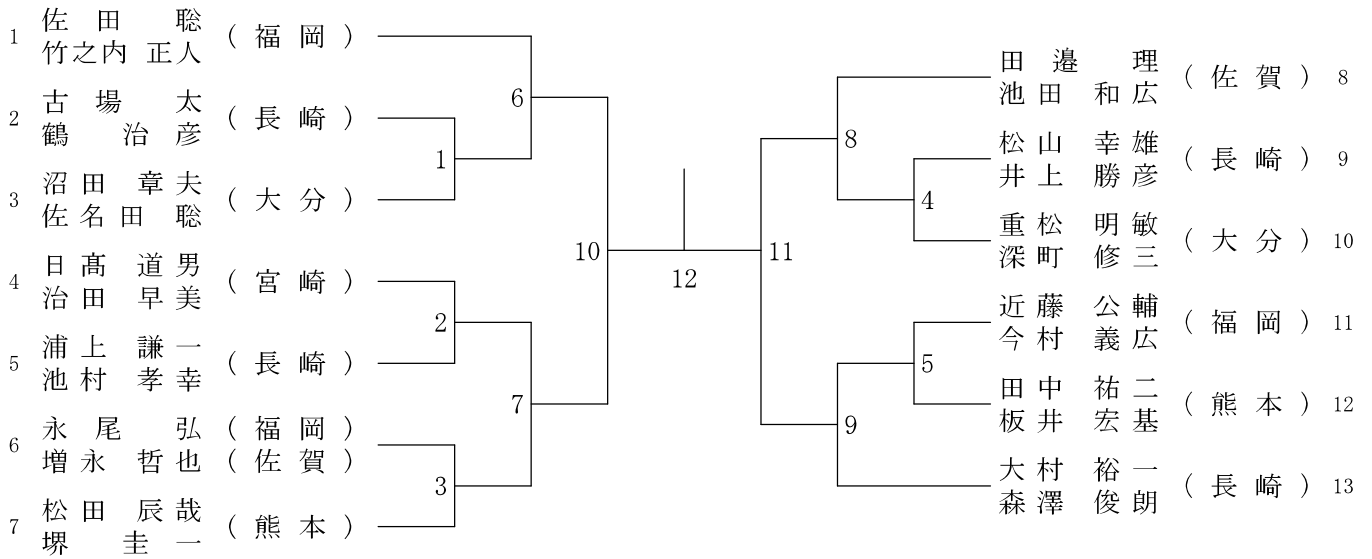 1 佐田 聡 (福岡)
竹之内 正人
2 古場 太 (長崎)
鶴 治彦
3 沼田 章夫 (大分)
佐名田 聡
4 日髙 道男 (宮崎)
治田 早美
5 浦上 謙一 (長崎)
池村 孝幸
6 永尾 弘 (福岡)
増永 哲也 (佐賀)
7 松田 辰哉 (熊本)
堺 圭一
6
1
10
2
7
3
12
11
8
4
5
9
田邉 理 (佐賀) 8
池田 和広
松山 幸雄 (長崎) 9
井上 勝彦
重松 明敏 (大分) 10
深町 修三
近藤 公輔 (福岡) 11
今村 義広
田中 祐二 (熊本) 12
板井 宏基
大村 裕一 (長崎) 13
森澤 俊朗